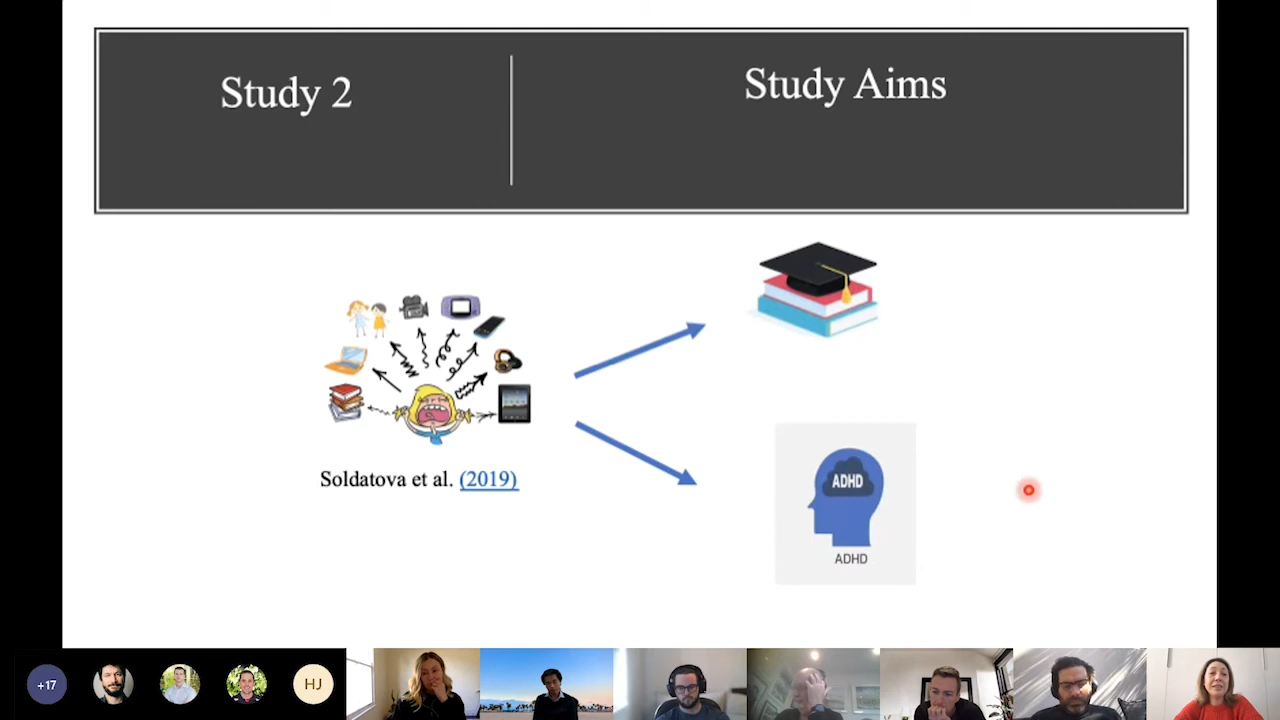 Study 2
Study Aims
Soldatova et al. (2019)
ADHD
ADHD
+17
HJ